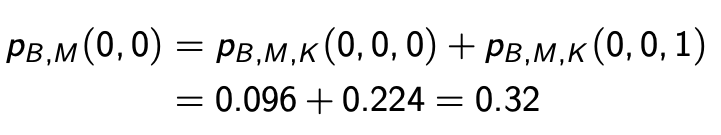 p_{B,M}(0,0) = p_{B,M,K}(0,0,0) + p_{B,M,K}(0,0,1)
= 0.096 + 0.224 = 0.32